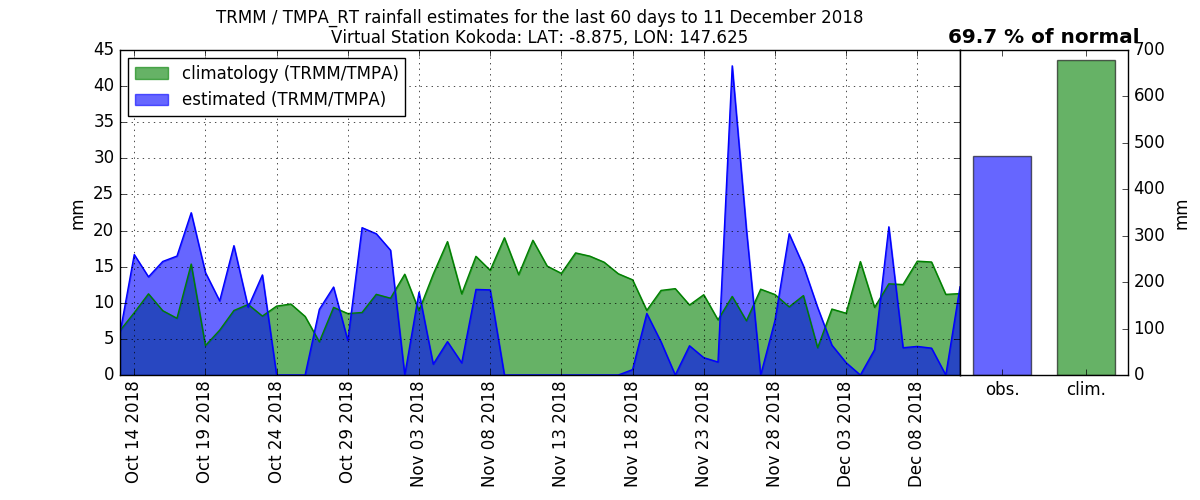 TRMM / TMPA_RT rainfall estimates for the last 60 days to 11 December 2018
Virtual Station Kokoda: LAT: -8.875, LON: 147.625
69.7 % of normal
climatology (TRMM/TMPA)
estimated (TRMM/TMPA)
mm
45
40
35
30
25
20
15
10
5
0
Oct 14 2018
Oct 19 2018
Oct 24 2018
Oct 29 2018
Nov 03 2018
Nov 08 2018
Nov 13 2018
Nov 18 2018
Nov 23 2018
Nov 28 2018
Dec 03 2018
Dec 08 2018
obs.
clim.
700
600
500
400
300
200
100
0
mm